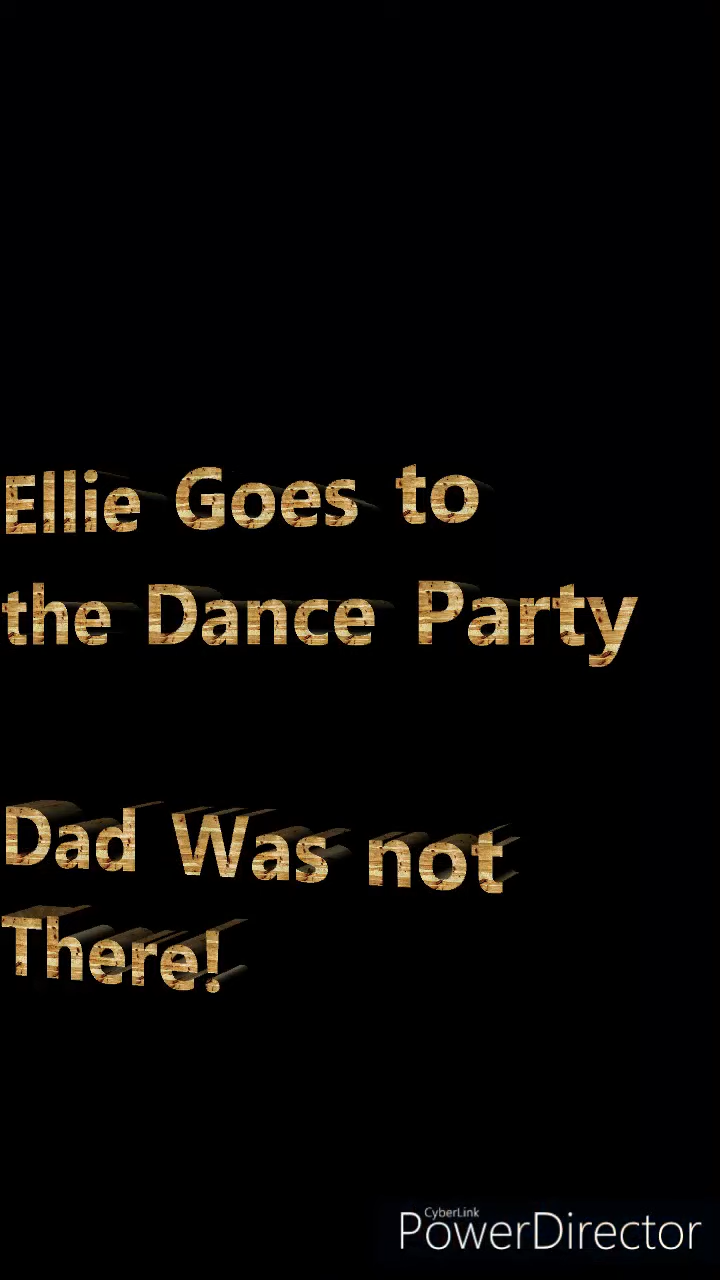 Ellie Goes to
the Dance Party
Dad Was not
There!
CyberLink
PowerDirector